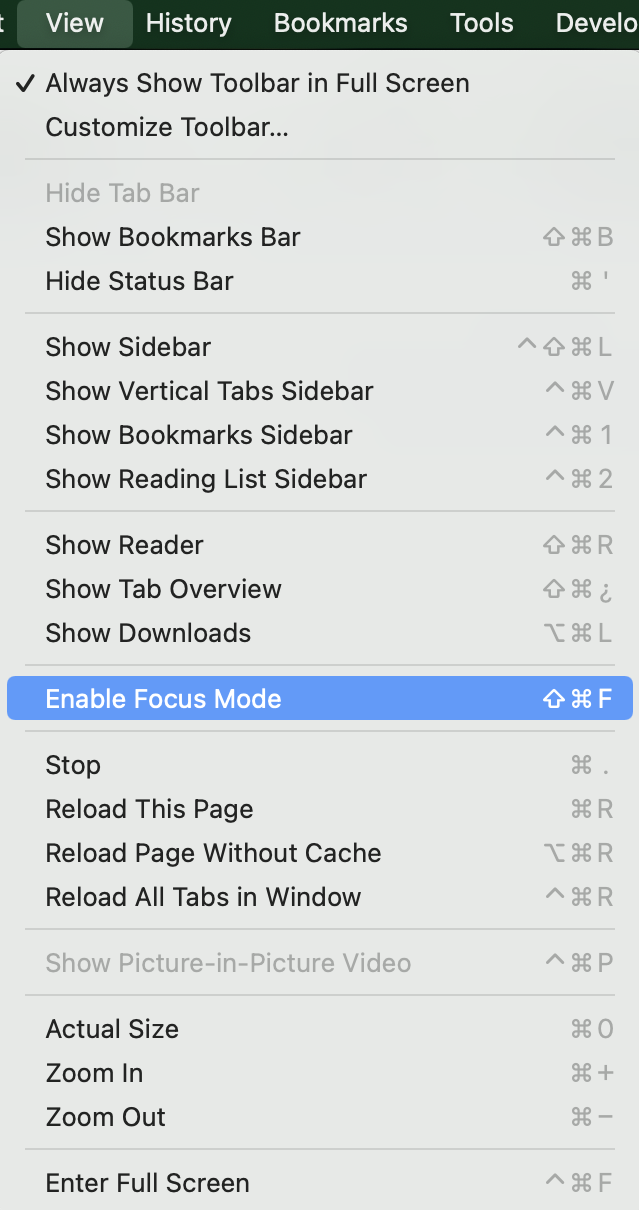 t View History Bookmarks Tools Develo
✓ Always Show Toolbar in Full Screen
Customize Toolbar...
Hide Tab Bar
Show Bookmarks Bar ⇧⌘B
Hide Status Bar ⌘'
Show Sidebar ^⇧⌘L
Show Vertical Tabs Sidebar ^⌘V
Show Bookmarks Sidebar ^⌘1
Show Reading List Sidebar ^⌘2
Show Reader ⇧⌘R
Show Tab Overview ⇧⌘¿
Show Downloads ⌥⌘L
Enable Focus Mode ⇧⌘F
Stop ⌘.
Reload This Page ⌘R
Reload Page Without Cache ⌥⌘R
Reload All Tabs in Window ^⌘R
Show Picture-in-Picture Video ^⌘P
Actual Size ⌘0
Zoom In ⌘+
Zoom Out ⌘−
Enter Full Screen ^⌘F